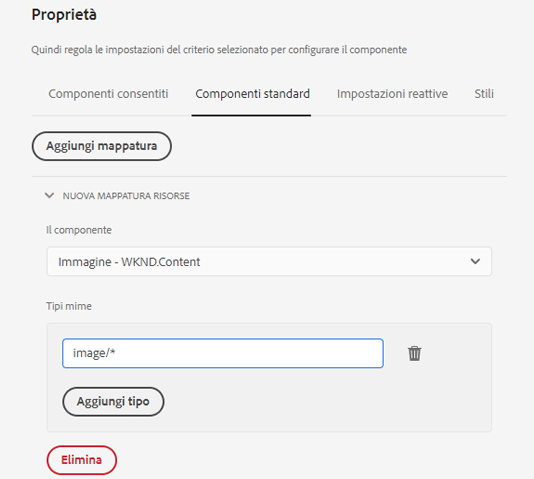 Proprietà
Quindi regola le impostazioni del criterio selezionato per configurare il componente
Componenti consentiti
Componenti standard
Impostazioni reattive
Stili
Aggiungi mappatura
NUOVA MAPPATURA RISORSE
Il componente
Immagine - WKND.Content
Tipi mime
image/*
Aggiungi tipo
Elimina